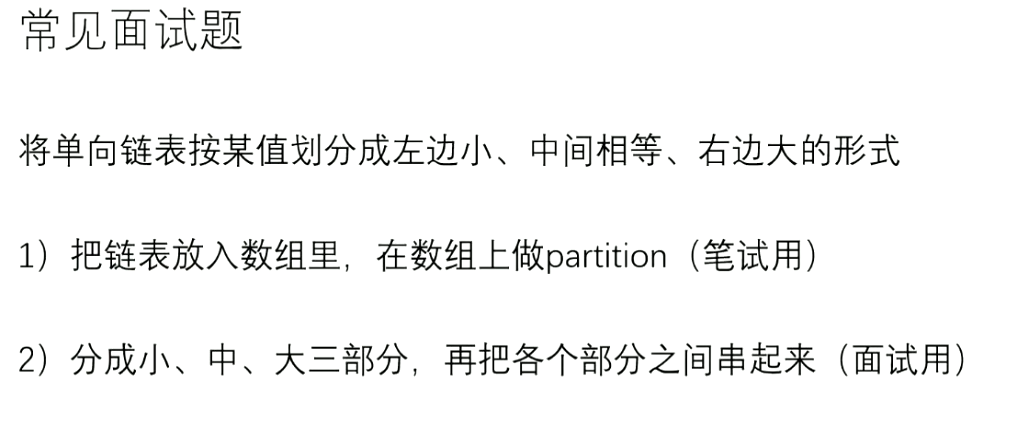 常见面试题
将单向链表按某值划分成左边小、中间相等、右边大的形式
1）把链表放入数组里，在数组上做partition（笔试用）
2）分成小、中、大三部分，再把各个部分之间串起来（面试用）